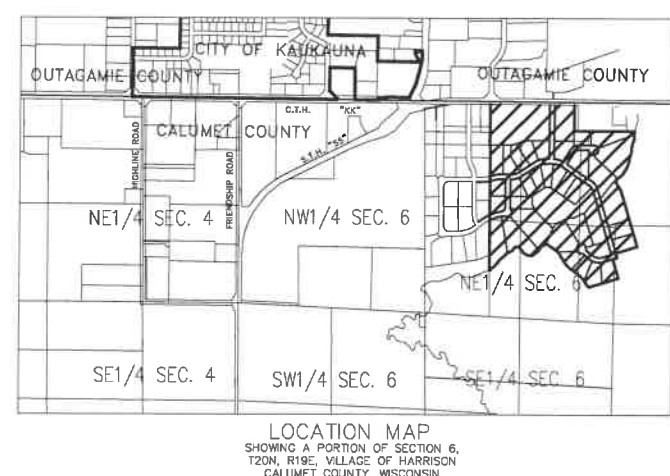 CITY OF KAUKAUNA
OUTAGAMIE COUNTY
OUTAGAMIE COUNTY
C.T.H. "KK"
CALUMET COUNTY
S.T.H. "55"
HIGHLINE ROAD
FRIENDSHIP ROAD
NE1/4 SEC. 4
NW1/4 SEC. 6
NE1/4 SEC. 6
SE1/4 SEC. 4
SW1/4 SEC. 6
SE1/4 SEC. 6
LOCATION MAP
SHOWING A PORTION OF SECTION 6,
T20N, R19E, VILLAGE OF HARRISON
CALUMET COUNTY, WISCONSIN